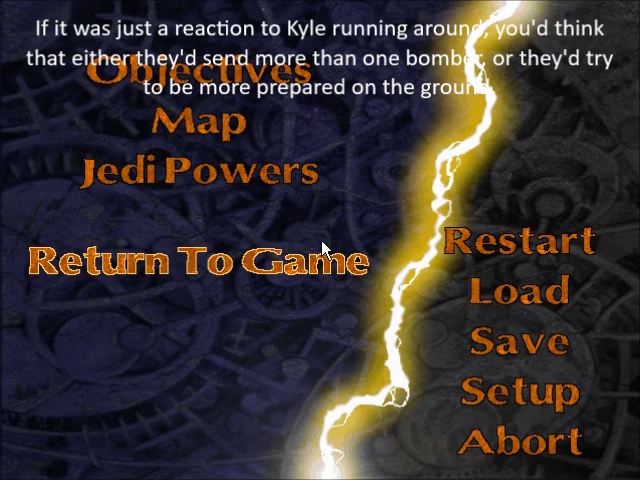 If it was just a reaction to Kyle running around, you'd think
that either they'd send more than one bomber, or they'd try
to be more prepared on the ground.
Objectives
Map
Jedi Powers
Return To Game
Restart
Load
Save
Setup
Abort